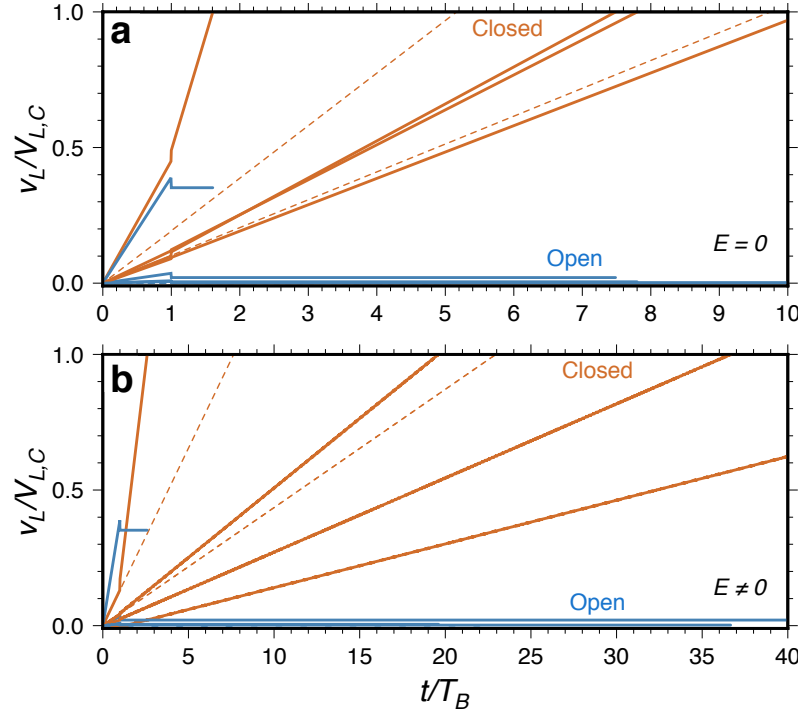 a
Closed
Open
E = 0
v_L/V_{L,C}
1.0
0.5
0.0
0 1 2 3 4 5 6 7 8 9 10
b
Closed
Open
E ≠ 0
v_L/V_{L,C}
1.0
0.5
0.0
0 5 10 15 20 25 30 35 40
t/T_B